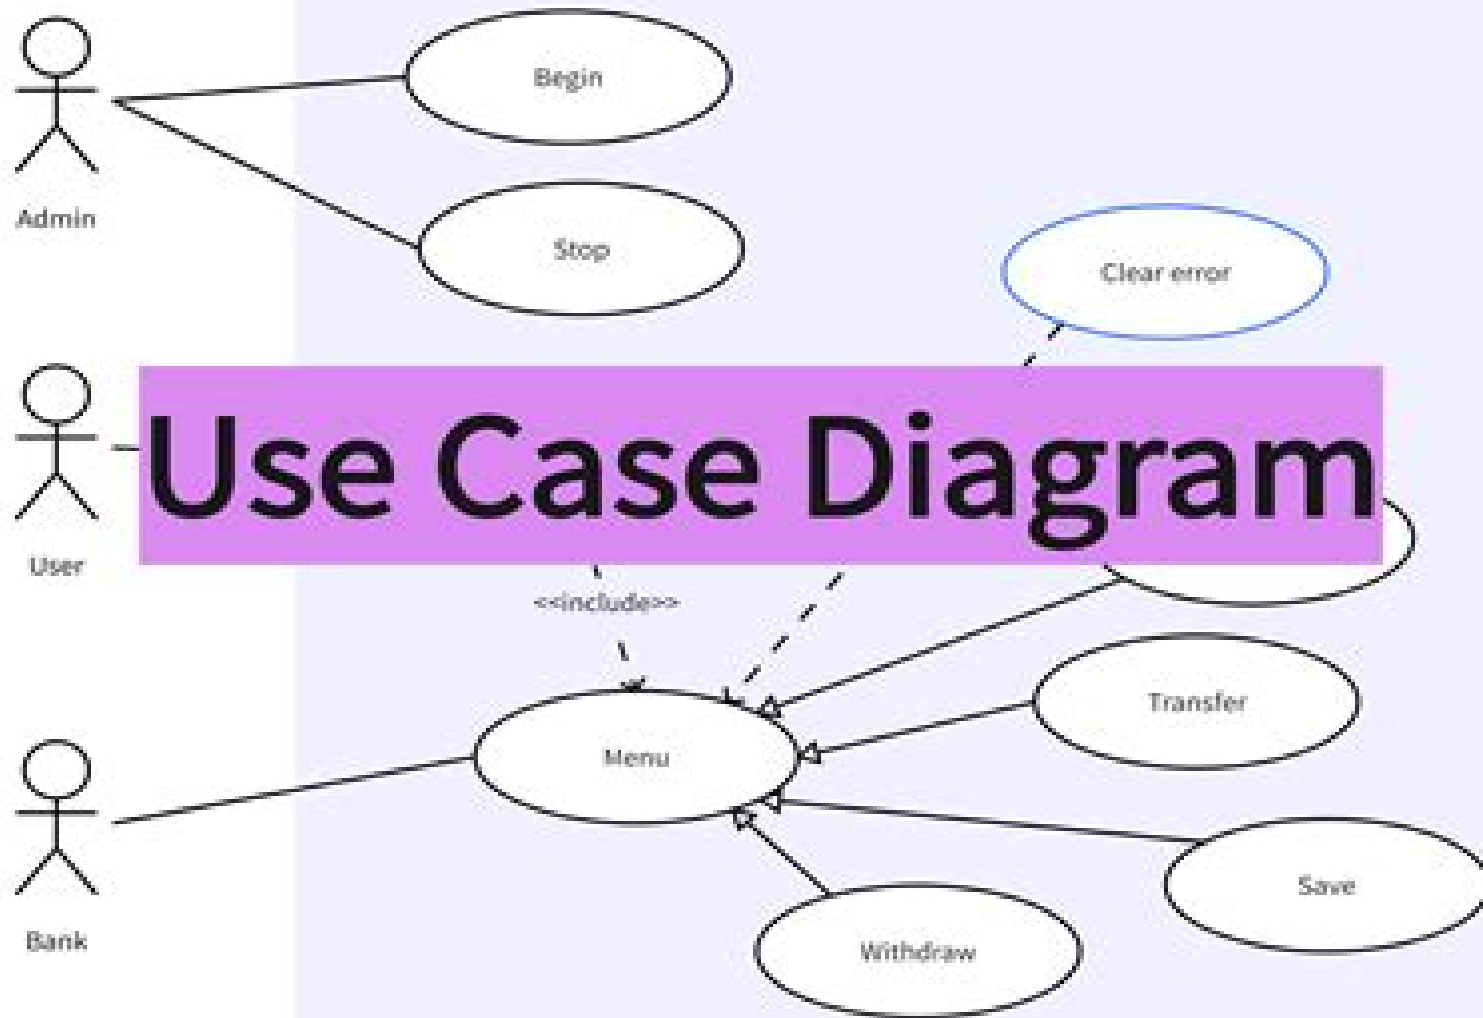 Begin
Admin
Stop
Clear error
Use Case Diagram
User
<<include>>
Transfer
Menu
Save
Bank
Withdraw